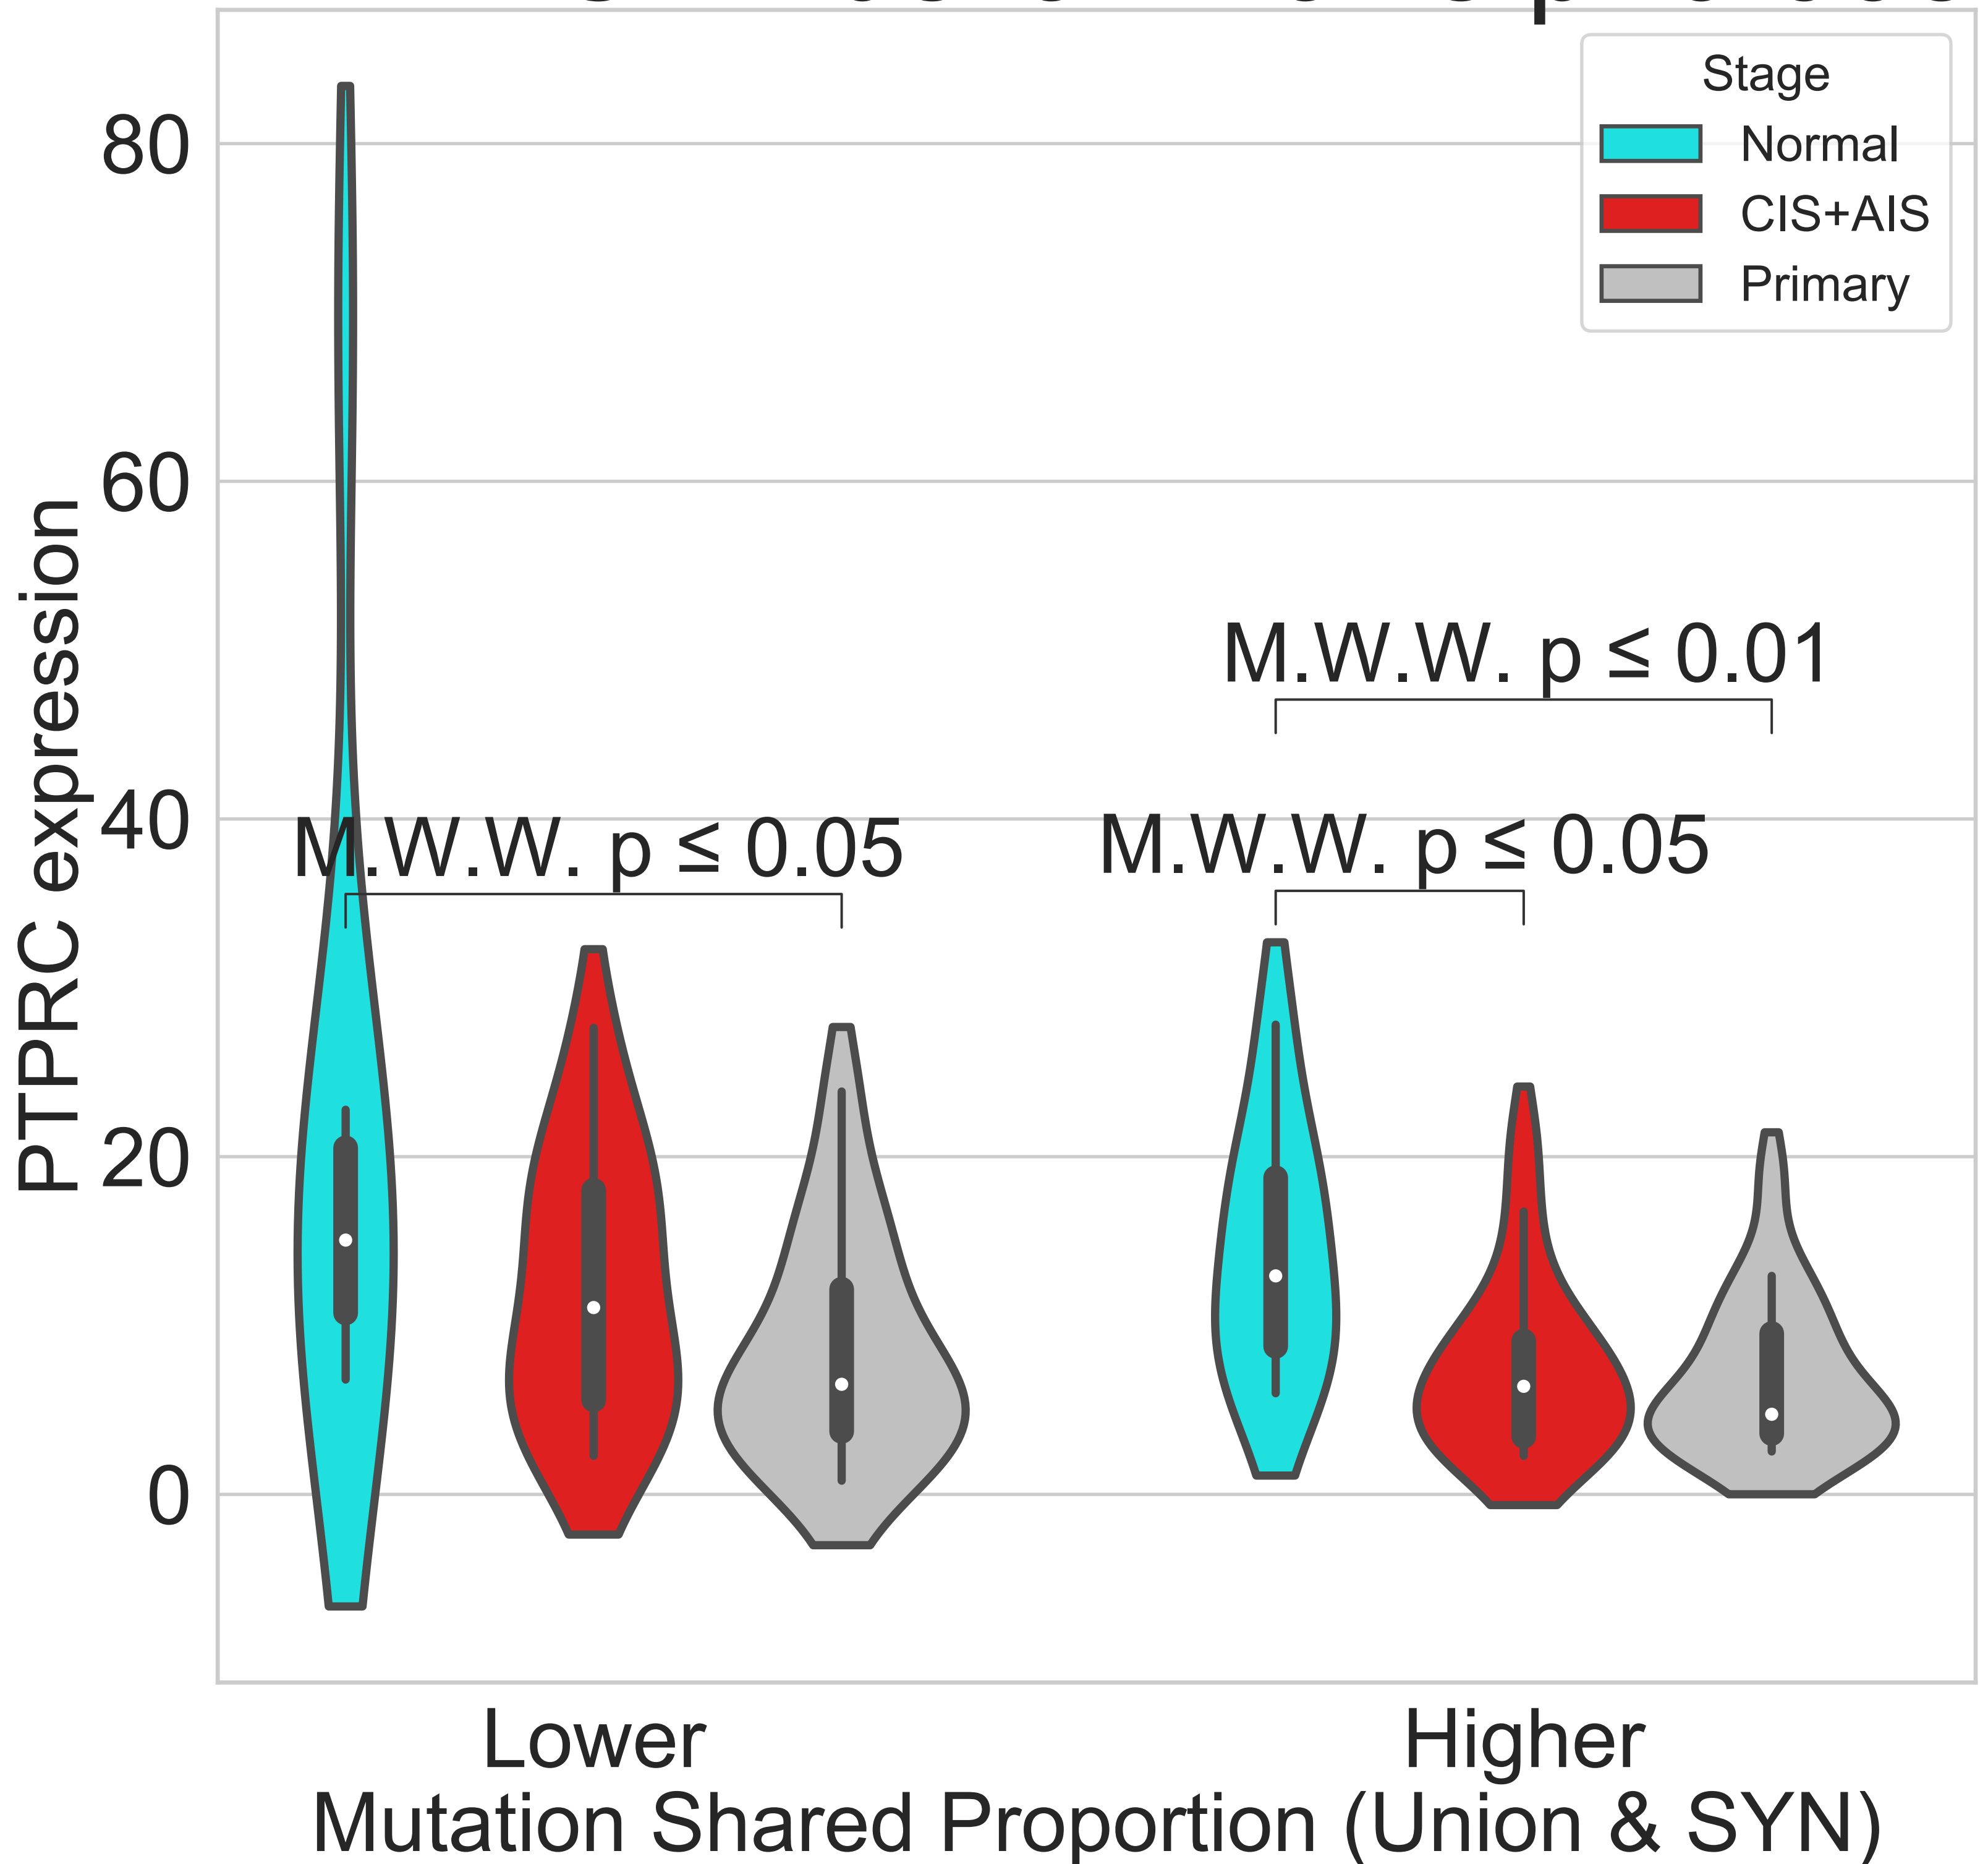 Stage
Normal
CIS+AIS
Primary
80
60
40
20
0
PTPRC expression
M.W.W. p ≤ 0.01
M.W.W. p ≤ 0.05
M.W.W. p ≤ 0.05
Lower
Higher
Mutation Shared Proportion (Union & SYN)